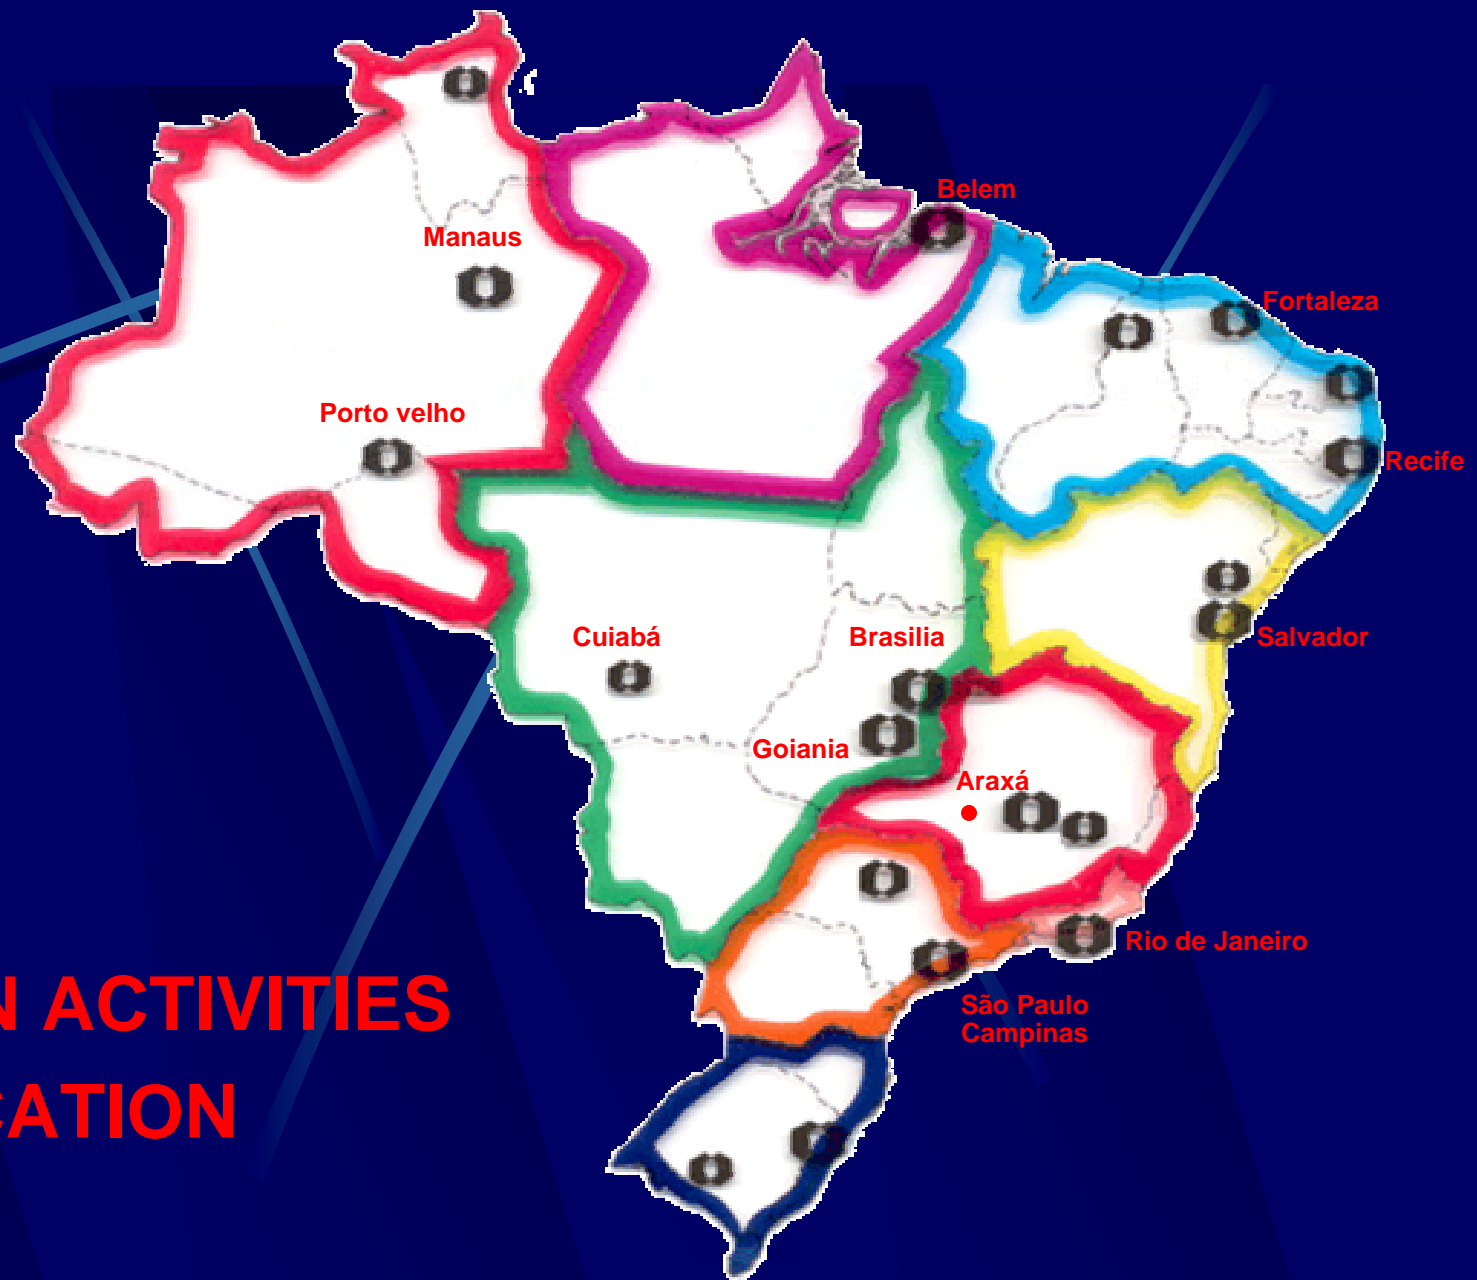 Belem
Manaus
Fortaleza
Porto velho
Recife
Cuiabá
Brasilia
Salvador
Goiania
Araxá
Rio de Janeiro
N ACTIVITIES
São Paulo
Campinas
CATION